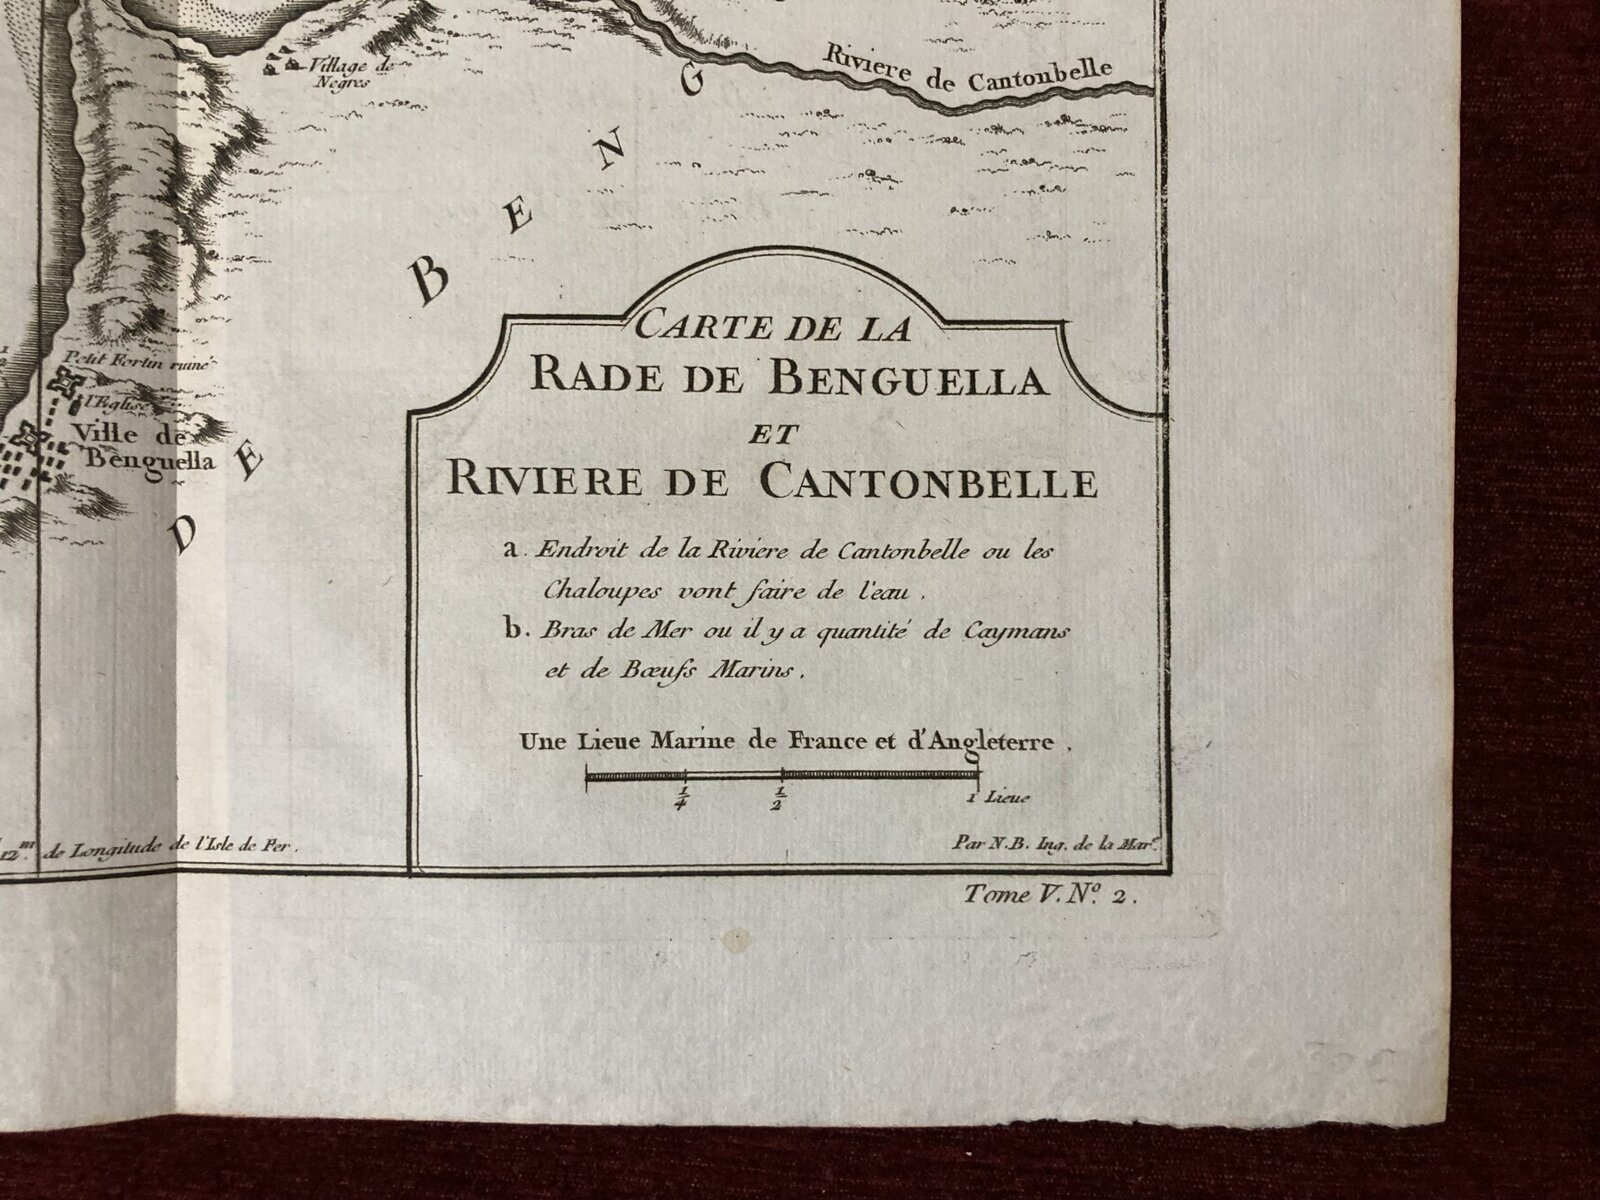 Riviere de Cantonbelle
Village de
Negres
DE BENG
Petit Fortin ruiné
l'Eglise
Ville de
Benguella
CARTE DE LA
RADE DE BENGUELLA
ET
RIVIERE DE CANTONBELLE
a. Endroit de la Riviere de Cantonbelle ou les
Chaloupes vont faire de l'eau.
b. Bras de Mer ou il y a quantité de Caymans
et de Bœufs Marins.
Une Lieue Marine de France et d'Angleterre.
1/4 1/2 1 Lieue
12.m de Longitude de l'Isle de Fer.
Par N.B. Ing. de la Mar.e
Tome V. No. 2.